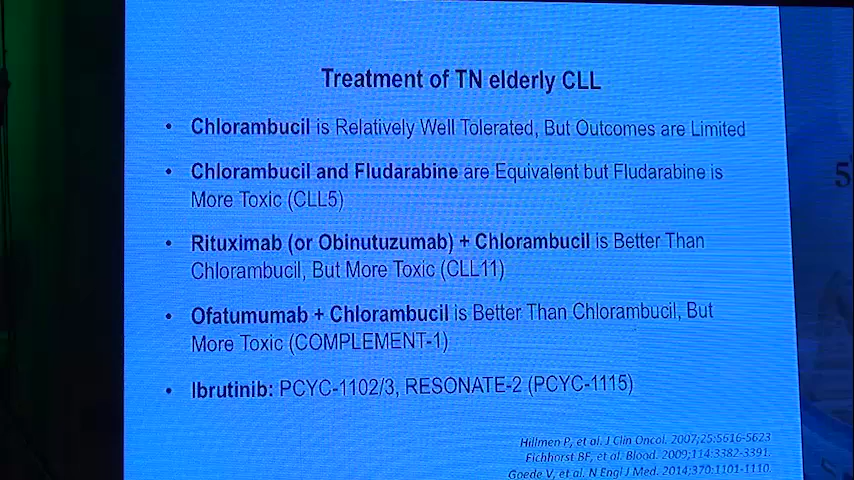 Treatment of TN elderly CLL
• Chlorambucil is Relatively Well Tolerated, But Outcomes are Limited
• Chlorambucil and Fludarabine are Equivalent but Fludarabine is
More Toxic (CLL5)
• Rituximab (or Obinutuzumab) + Chlorambucil is Better Than
Chlorambucil, But More Toxic (CLL11)
• Ofatumumab + Chlorambucil is Better Than Chlorambucil, But
More Toxic (COMPLEMENT-1)
• Ibrutinib: PCYC-1102/3, RESONATE-2 (PCYC-1115)
Hillmen P, et al. J Clin Oncol. 2007;25:5616-5623
Eichhorst BF, et al. Blood. 2009;114:3382-3391.
Goede V, et al. N Engl J Med. 2014;370:1101-1110.
5